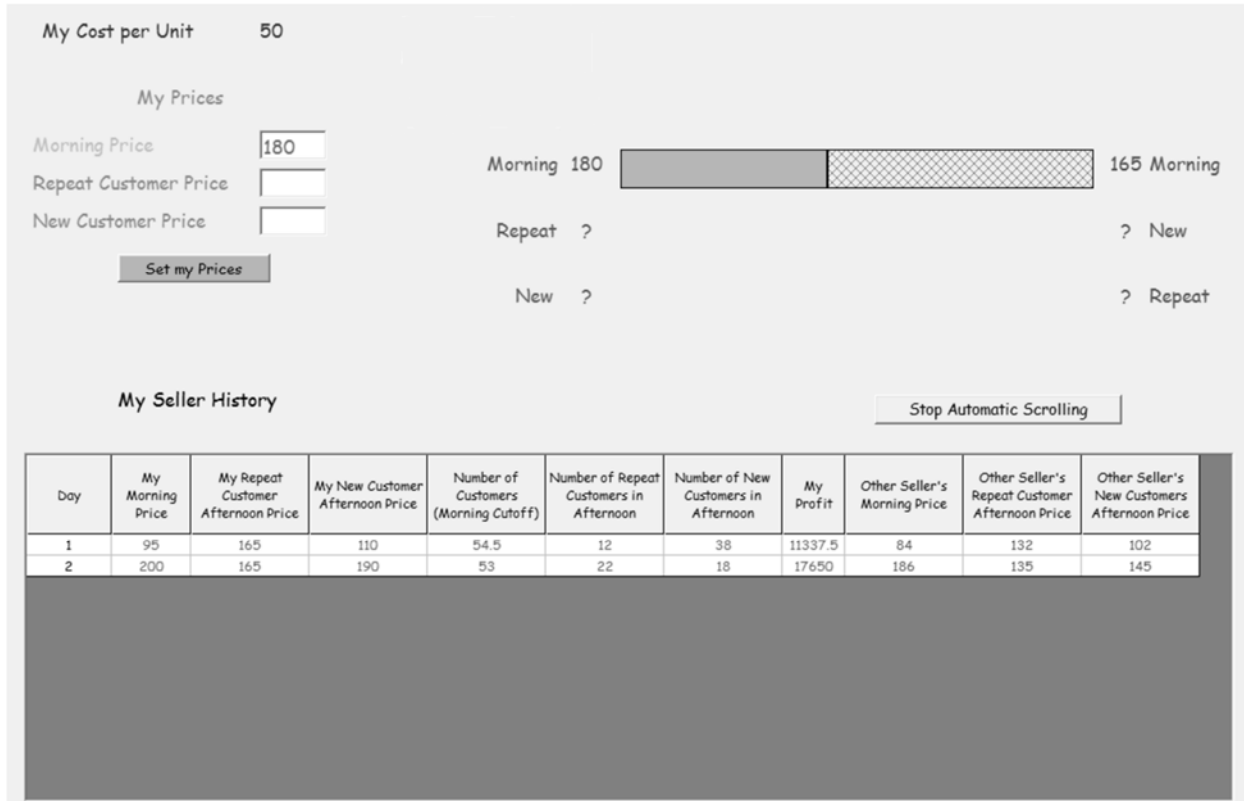 My Cost per Unit 50
My Prices
Morning Price 180
Repeat Customer Price
New Customer Price
Set my Prices
Morning 180 165 Morning
Repeat ? ? New
New ? ? Repeat
My Seller History
Stop Automatic Scrolling
Day My Morning Price My Repeat Customer Afternoon Price My New Customer Afternoon Price Number of Customers (Morning Cutoff) Number of Repeat Customers in Afternoon Number of New Customers in Afternoon My Profit Other Seller's Morning Price Other Seller's Repeat Customer Afternoon Price Other Seller's New Customers Afternoon Price
1 95 165 110 54.5 12 38 11337.5 84 132 102
2 200 165 190 53 22 18 17650 186 135 145